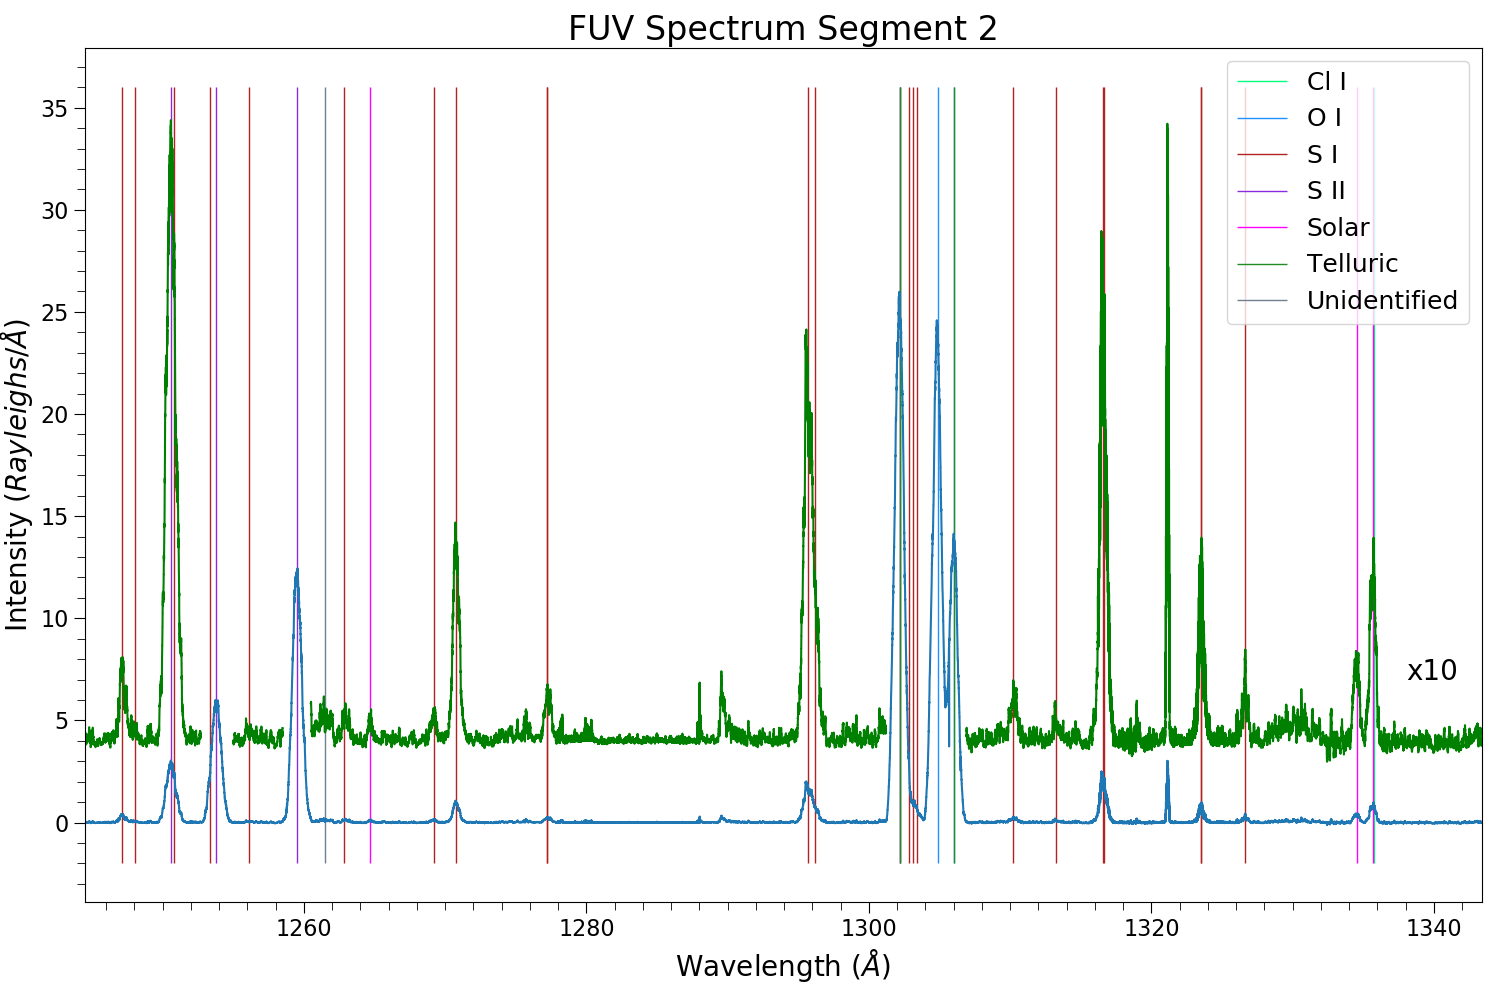 FUV Spectrum Segment 2
Intensity (Rayleighs/Å)
35
30
25
20
15
10
5
0
Cl I
O I
S I
S II
Solar
Telluric
Unidentified
x10
1260 1280 1300 1320 1340
Wavelength (Å)